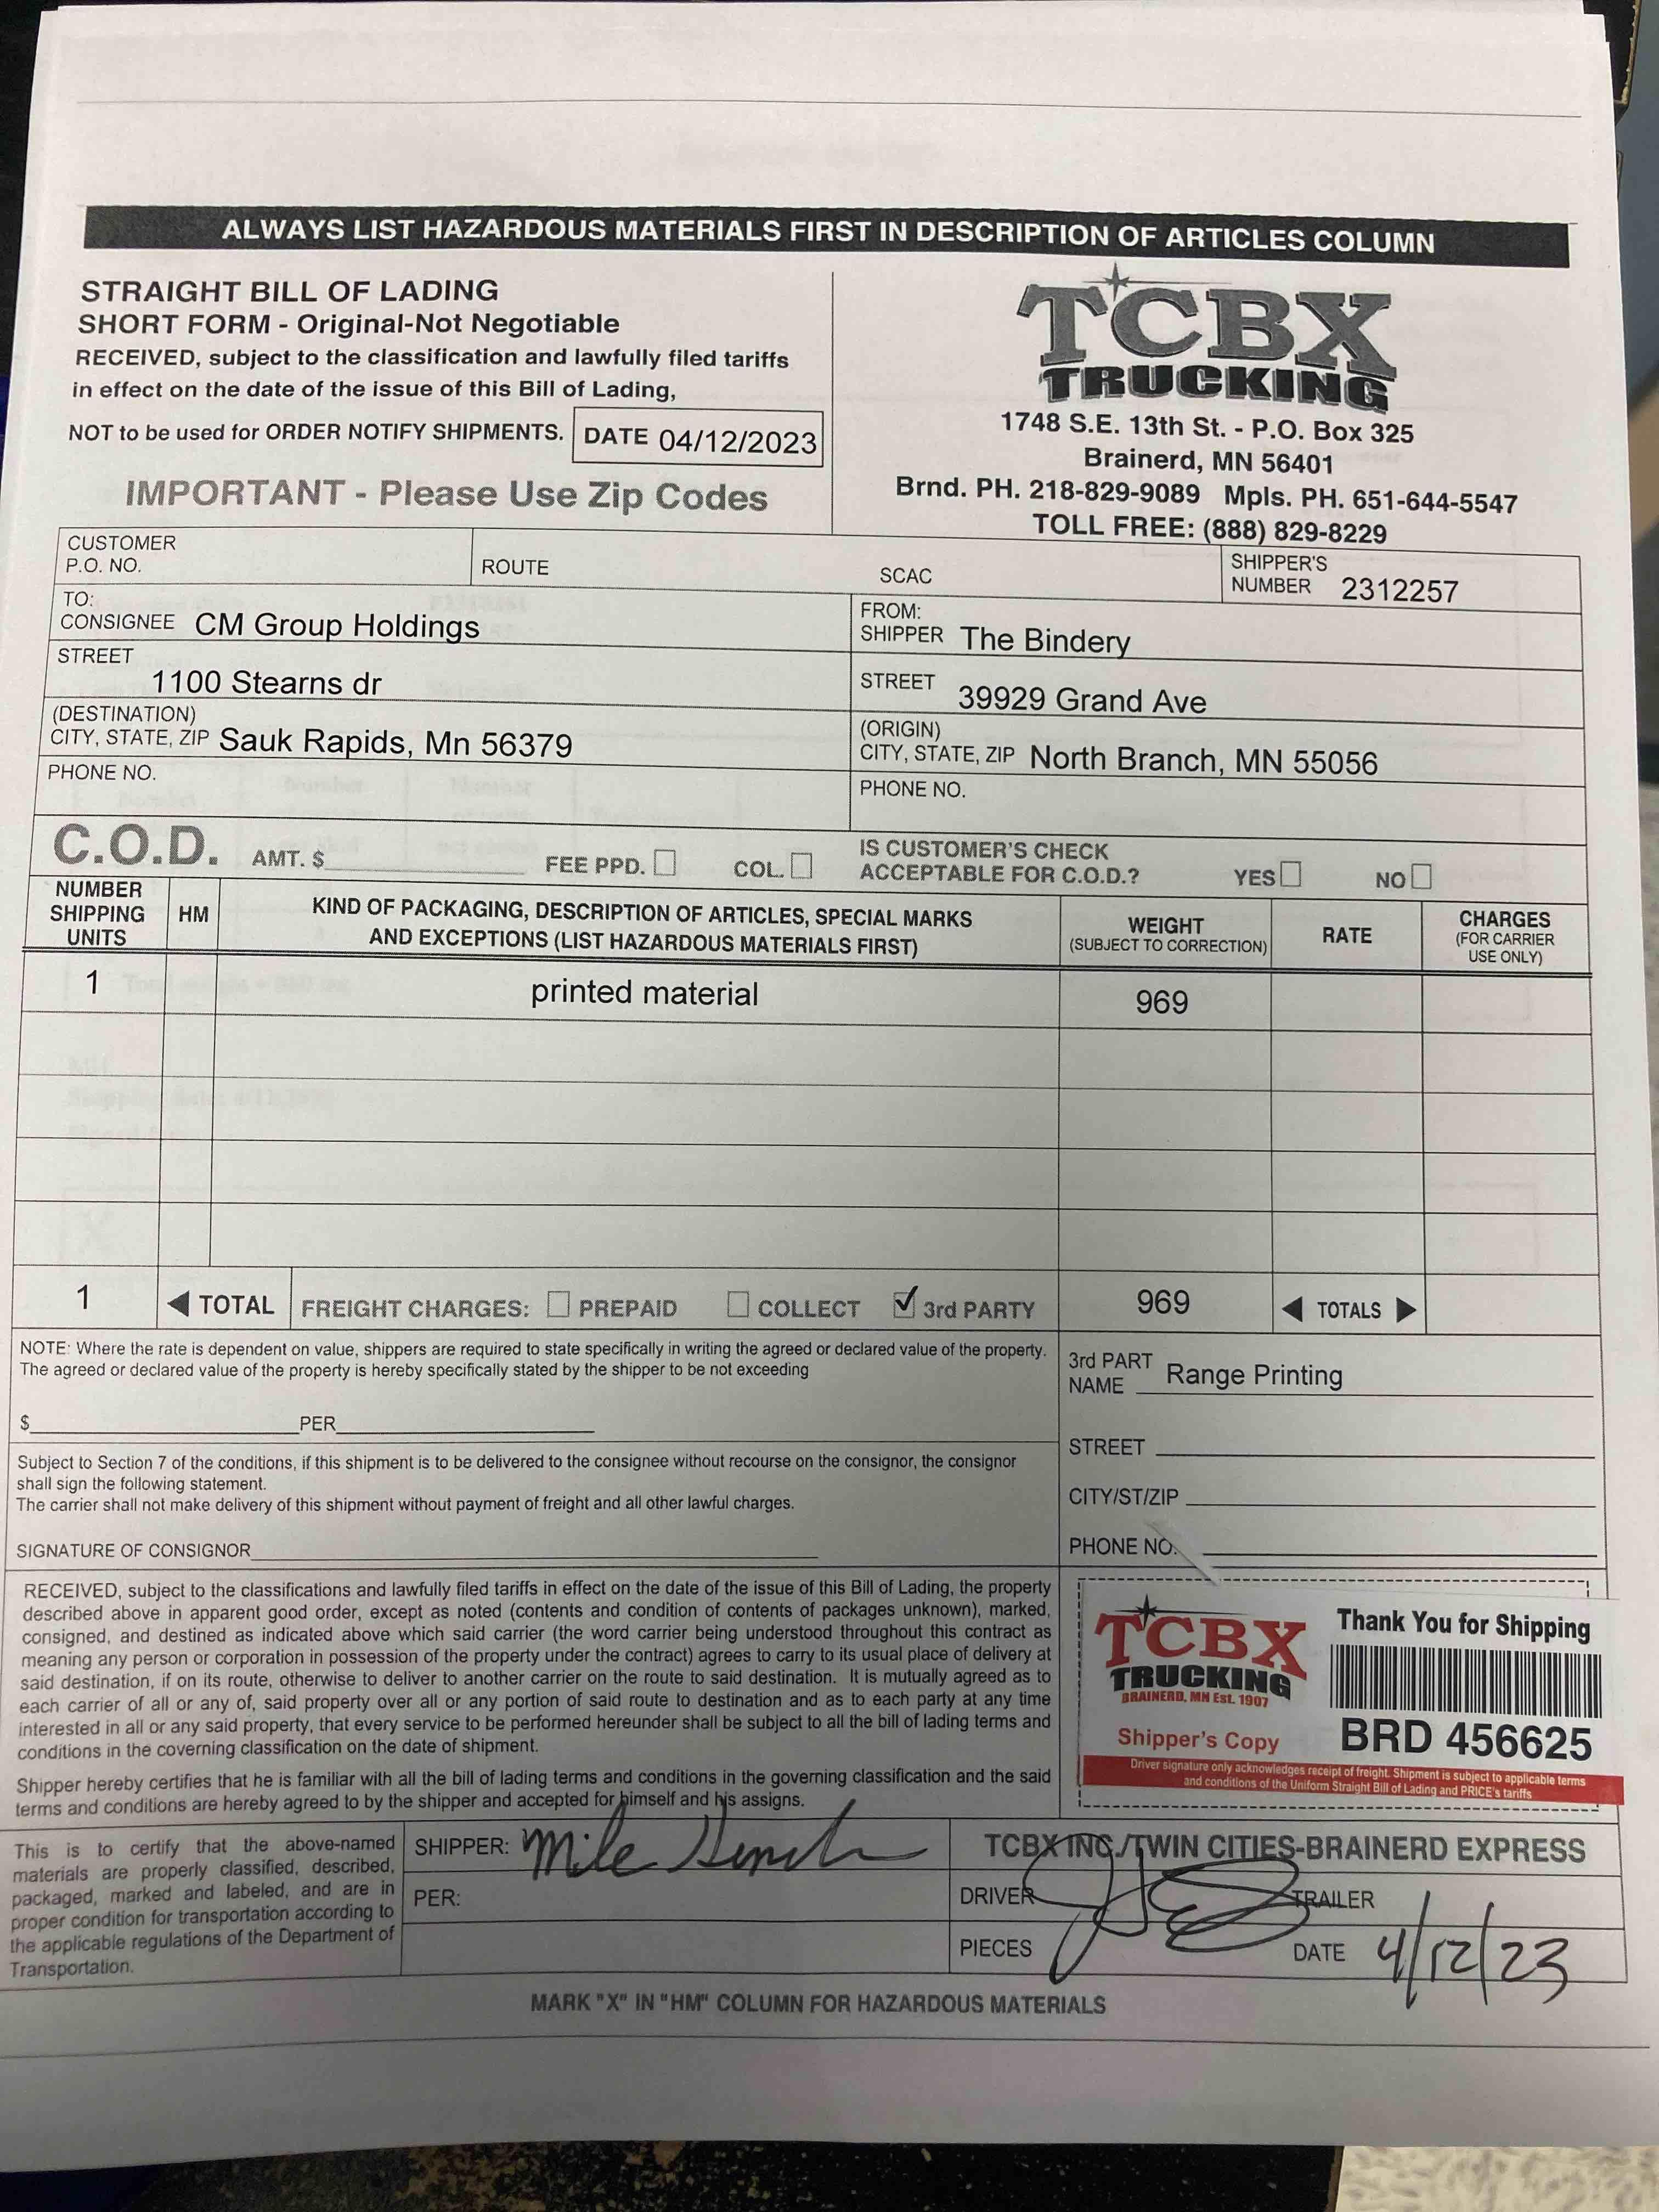 ALWAYS LIST HAZARDOUS MATERIALS FIRST IN DESCRIPTION OF ARTICLES COLUMN
STRAIGHT BILL OF LADING
SHORT FORM - Original-Not Negotiable
RECEIVED, subject to the classification and lawfully filed tariffs
in effect on the date of the issue of this Bill of Lading,
NOT to be used for ORDER NOTIFY SHIPMENTS.
DATE 04/12/2023
IMPORTANT - Please Use Zip Codes
TCBX
TRUCKING
1748 S.E. 13th St. - P.O. Box 325
Brainerd, MN 56401
Brnd. PH. 218-829-9089 Mpls. PH. 651-644-5547
TOLL FREE: (888) 829-8229
CUSTOMER
P.O. NO.
ROUTE
SCAC
SHIPPER'S
NUMBER 2312257
TO:
CONSIGNEE CM Group Holdings
STREET
1100 Stearns dr
(DESTINATION)
CITY, STATE, ZIP Sauk Rapids, Mn 56379
PHONE NO.
FROM:
SHIPPER The Bindery
STREET 39929 Grand Ave
(ORIGIN)
CITY, STATE, ZIP North Branch, MN 55056
PHONE NO.
C.O.D. AMT. $ FEE PPD. COL.
IS CUSTOMER'S CHECK
ACCEPTABLE FOR C.O.D.? YES NO
NUMBER
SHIPPING
UNITS
HM
KIND OF PACKAGING, DESCRIPTION OF ARTICLES, SPECIAL MARKS
AND EXCEPTIONS (LIST HAZARDOUS MATERIALS FIRST)
WEIGHT
(SUBJECT TO CORRECTION)
RATE
CHARGES
(FOR CARRIER
USE ONLY)
1 printed material 969
1 TOTAL FREIGHT CHARGES: PREPAID COLLECT 3rd PARTY 969 TOTALS
NOTE: Where the rate is dependent on value, shippers are required to state specifically in writing the agreed or declared value of the property.
The agreed or declared value of the property is hereby specifically stated by the shipper to be not exceeding
$ PER
Subject to Section 7 of the conditions, if this shipment is to be delivered to the consignee without recourse on the consignor, the consignor
shall sign the following statement.
The carrier shall not make delivery of this shipment without payment of freight and all other lawful charges.
SIGNATURE OF CONSIGNOR
3rd PART
NAME Range Printing
STREET
CITY/ST/ZIP
PHONE NO.
RECEIVED, subject to the classifications and lawfully filed tariffs in effect on the date of the issue of this Bill of Lading, the property
described above in apparent good order, except as noted (contents and condition of contents of packages unknown), marked,
consigned, and destined as indicated above which said carrier (the word carrier being understood throughout this contract as
meaning any person or corporation in possession of the property under the contract) agrees to carry to its usual place of delivery at
said destination, if on its route, otherwise to deliver to another carrier on the route to said destination. It is mutually agreed as to
each carrier of all or any of, said property over all or any portion of said route to destination and as to each party at any time
interested in all or any said property, that every service to be performed hereunder shall be subject to all the bill of lading terms and
conditions in the coverning classification on the date of shipment.
Shipper hereby certifies that he is familiar with all the bill of lading terms and conditions in the governing classification and the said
terms and conditions are hereby agreed to by the shipper and accepted for himself and his assigns.
TCBX
TRUCKING
BRAINERD, MN Est. 1907
Shipper's Copy
Thank You for Shipping
BRD 456625
Driver signature only acknowledges receipt of freight. Shipment is subject to applicable terms
and conditions of the Uniform Straight Bill of Lading and PRICE's tariffs
This is to certify that the above-named
materials are properly classified, described,
packaged, marked and labeled, and are in
proper condition for transportation according to
the applicable regulations of the Department of
Transportation.
SHIPPER:
PER:
TCBX INC./TWIN CITIES-BRAINERD EXPRESS
DRIVER TRAILER
PIECES DATE 4/12/23
MARK "X" IN "HM" COLUMN FOR HAZARDOUS MATERIALS